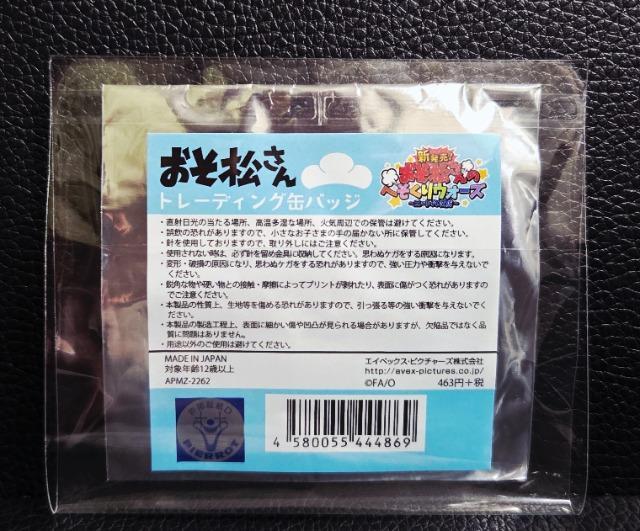 おそ松さん
トレーディング缶バッジ
新発売!
おそ松さんの
へそくりウォーズ
～ニートの攻防～
・直射日光の当たる場所、高温多湿な場所、火気周辺での保管は避けてください。
・誤飲の恐れがありますので、小さなお子さまの手の届かない所に保管してください。
・針を使用しておりますので、取り外しにはご注意ください。
・使用されない時は、必ず針を留め金具に収納してください。思わぬケガをする原因になります。
・変形・破損の原因になり、思わぬケガをする恐れがありますので、強い圧力や衝撃を与えないで
ください。
・鋭角な物や硬い物との接触・摩擦によってプリントが剥れたり、表面に傷がつく恐れがありますの
でご注意ください。
・本製品の性質上、生地等を傷める恐れがありますので、引っ張る等の強い衝撃を与えないでく
ださい。
・本製品の製造工程上、表面に細かい傷や凹凸が見られる場合がありますが、欠陥品ではなく品
質に問題はありません。
・用途以外のご使用は避けてください。
MADE IN JAPAN
対象年齢12歳以上
APMZ-2262
エイベックス・ピクチャーズ株式会社
http://avex-pictures.co.jp/
©FA/O 463円+税
PIERROT
4 580055 444869